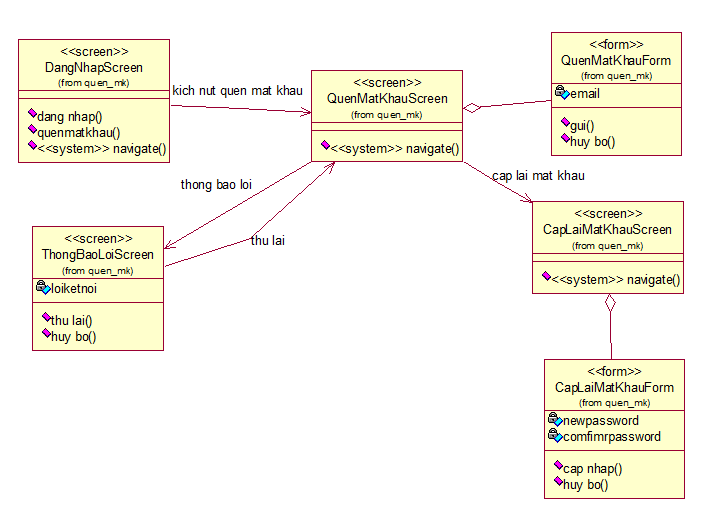 <<screen>>
DangNhapScreen
(from quen_mk)
dang nhap()
quenmatkhau()
<<system>> navigate()
kich nut quen mat khau
<<screen>>
QuenMatKhauScreen
(from quen_mk)
<<system>> navigate()
<<form>>
QuenMatKhauForm
(from quen_mk)
email
gui()
huy bo()
thong bao loi
thu lai
cap lai mat khau
<<screen>>
ThongBaoLoiScreen
(from quen_mk)
loiketnoi
thu lai()
huy bo()
<<screen>>
CapLaiMatKhauScreen
(from quen_mk)
<<system>> navigate()
<<form>>
CapLaiMatKhauForm
(from quen_mk)
newpassword
comfimrpassword
cap nhap()
huy bo()